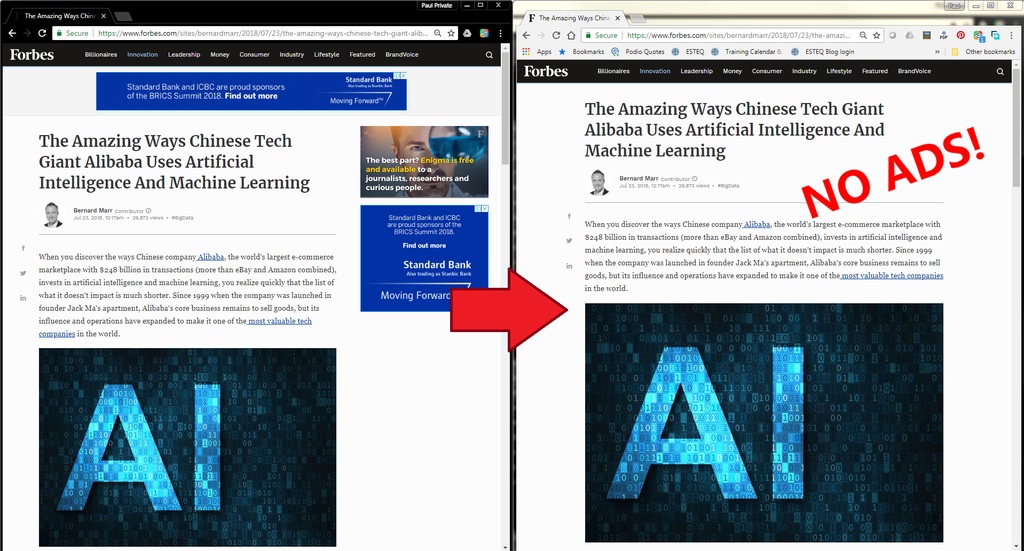 Paul Private
The Amazing Ways Chine
Secure https://www.forbes.com/sites/bernardmarr/2018/07/23/the-amazing-ways-chinese-tech-giant-alib
Forbes Billionaires Innovation Leadership Money Consumer Industry Lifestyle Featured BrandVoice
Standard Bank and ICBC are proud sponsors
of the BRICS Summit 2018. Find out more
Standard Bank
Also trading as Stanbic Bank
Moving Forward™
The Amazing Ways Chinese Tech
Giant Alibaba Uses Artificial
Intelligence And Machine Learning
Bernard Marr Contributor
Jul 23, 2018, 12:17am • 29,873 views • #BigData
When you discover the ways Chinese company Alibaba, the world's largest e-commerce
marketplace with $248 billion in transactions (more than eBay and Amazon combined),
invests in artificial intelligence and machine learning, you realize quickly that the list of
what it doesn't impact is much shorter. Since 1999 when the company was launched in
founder Jack Ma's apartment, Alibaba's core business remains to sell goods, but its
influence and operations have expanded to make it one of the most valuable tech
companies in the world.
AI
The best part? Enigma is free
and available to a
journalists, researchers and
curious people.
Standard Bank and ICBC
are proud sponsors of the
BRICS Summit 2018.
Find out more
Standard Bank
Also trading as Stanbic Bank
Moving Forward
F The Amazing Ways Chine
Secure https://www.forbes.com/sites/bernardmarr/2018/07/23/the-amazi
Apps Bookmarks Podio Quotes ESTEQ Training Calendar & ESTEQ Blog login » Other bookmarks
Forbes Billionaires Innovation Leadership Money Consumer Industry Lifestyle Featured BrandVoice
The Amazing Ways Chinese Tech Giant
Alibaba Uses Artificial Intelligence And
Machine Learning
NO ADS!
Bernard Marr Contributor
Jul 23, 2018, 12:17am • 29,873 views • #BigData
When you discover the ways Chinese company Alibaba, the world's largest e-commerce marketplace with
$248 billion in transactions (more than eBay and Amazon combined), invests in artificial intelligence and
machine learning, you realize quickly that the list of what it doesn't impact is much shorter. Since 1999
when the company was launched in founder Jack Ma's apartment, Alibaba's core business remains to sell
goods, but its influence and operations have expanded to make it one of the most valuable tech companies
in the world.
AI